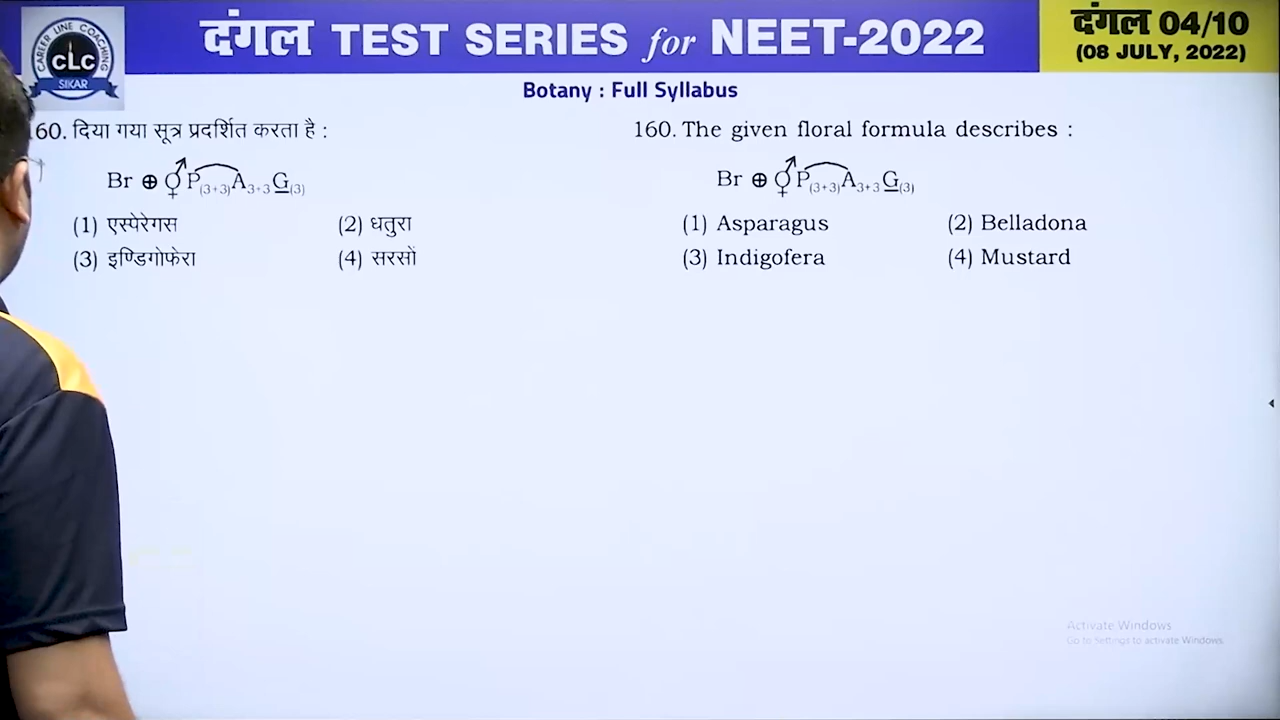 CAREER LINE COACHING
CLC
SIKAR
दंगल TEST SERIES for NEET-2022
दंगल 04/10
(08 JULY, 2022)
Botany : Full Syllabus
60. दिया गया सूत्र प्रदर्शित करता है :
Br ⊕ ⚥ P(3+3) A3+3 G(3)
(1) एस्पेरेगस (2) धतुरा
(3) इण्डिगोफेरा (4) सरसों
160. The given floral formula describes :
Br ⊕ ⚥ P(3+3) A3+3 G(3)
(1) Asparagus (2) Belladona
(3) Indigofera (4) Mustard
Activate Windows
Go to Settings to activate Windows.